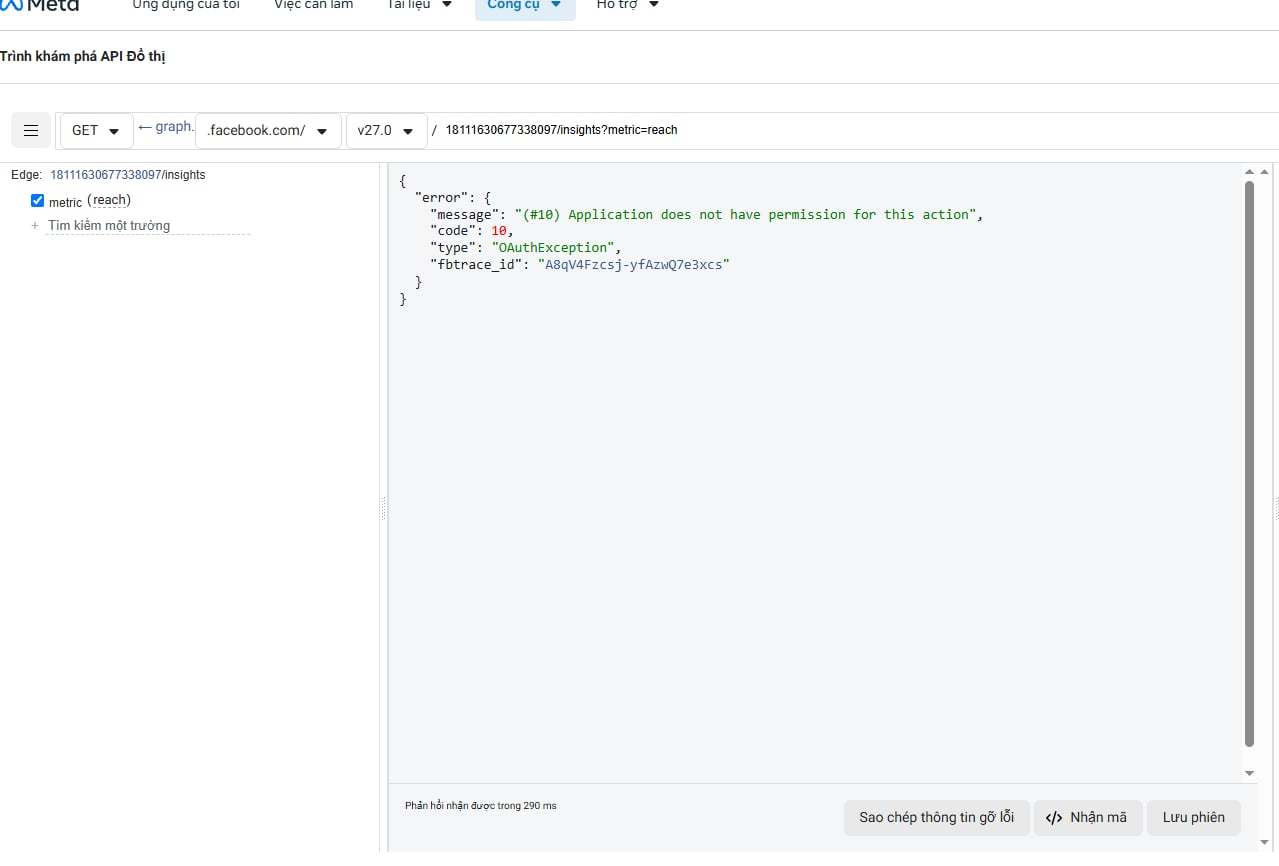 Meta Ứng dụng của tôi Việc cần làm Tài liệu Công cụ Hỗ trợ
Trình khám phá API Đồ thị
GET ← graph. .facebook.com/ v27.0 / 18111630677338097/insights?metric=reach
Edge: 18111630677338097/insights
metric (reach)
+ Tìm kiếm một trường
{
"error": {
"message": "(#10) Application does not have permission for this action",
"code": 10,
"type": "OAuthException",
"fbtrace_id": "A8qV4Fzcsj-yfAzwQ7e3xcs"
}
}
Phản hồi nhận được trong 290 ms
Sao chép thông tin gỡ lỗi </> Nhận mã Lưu phiên